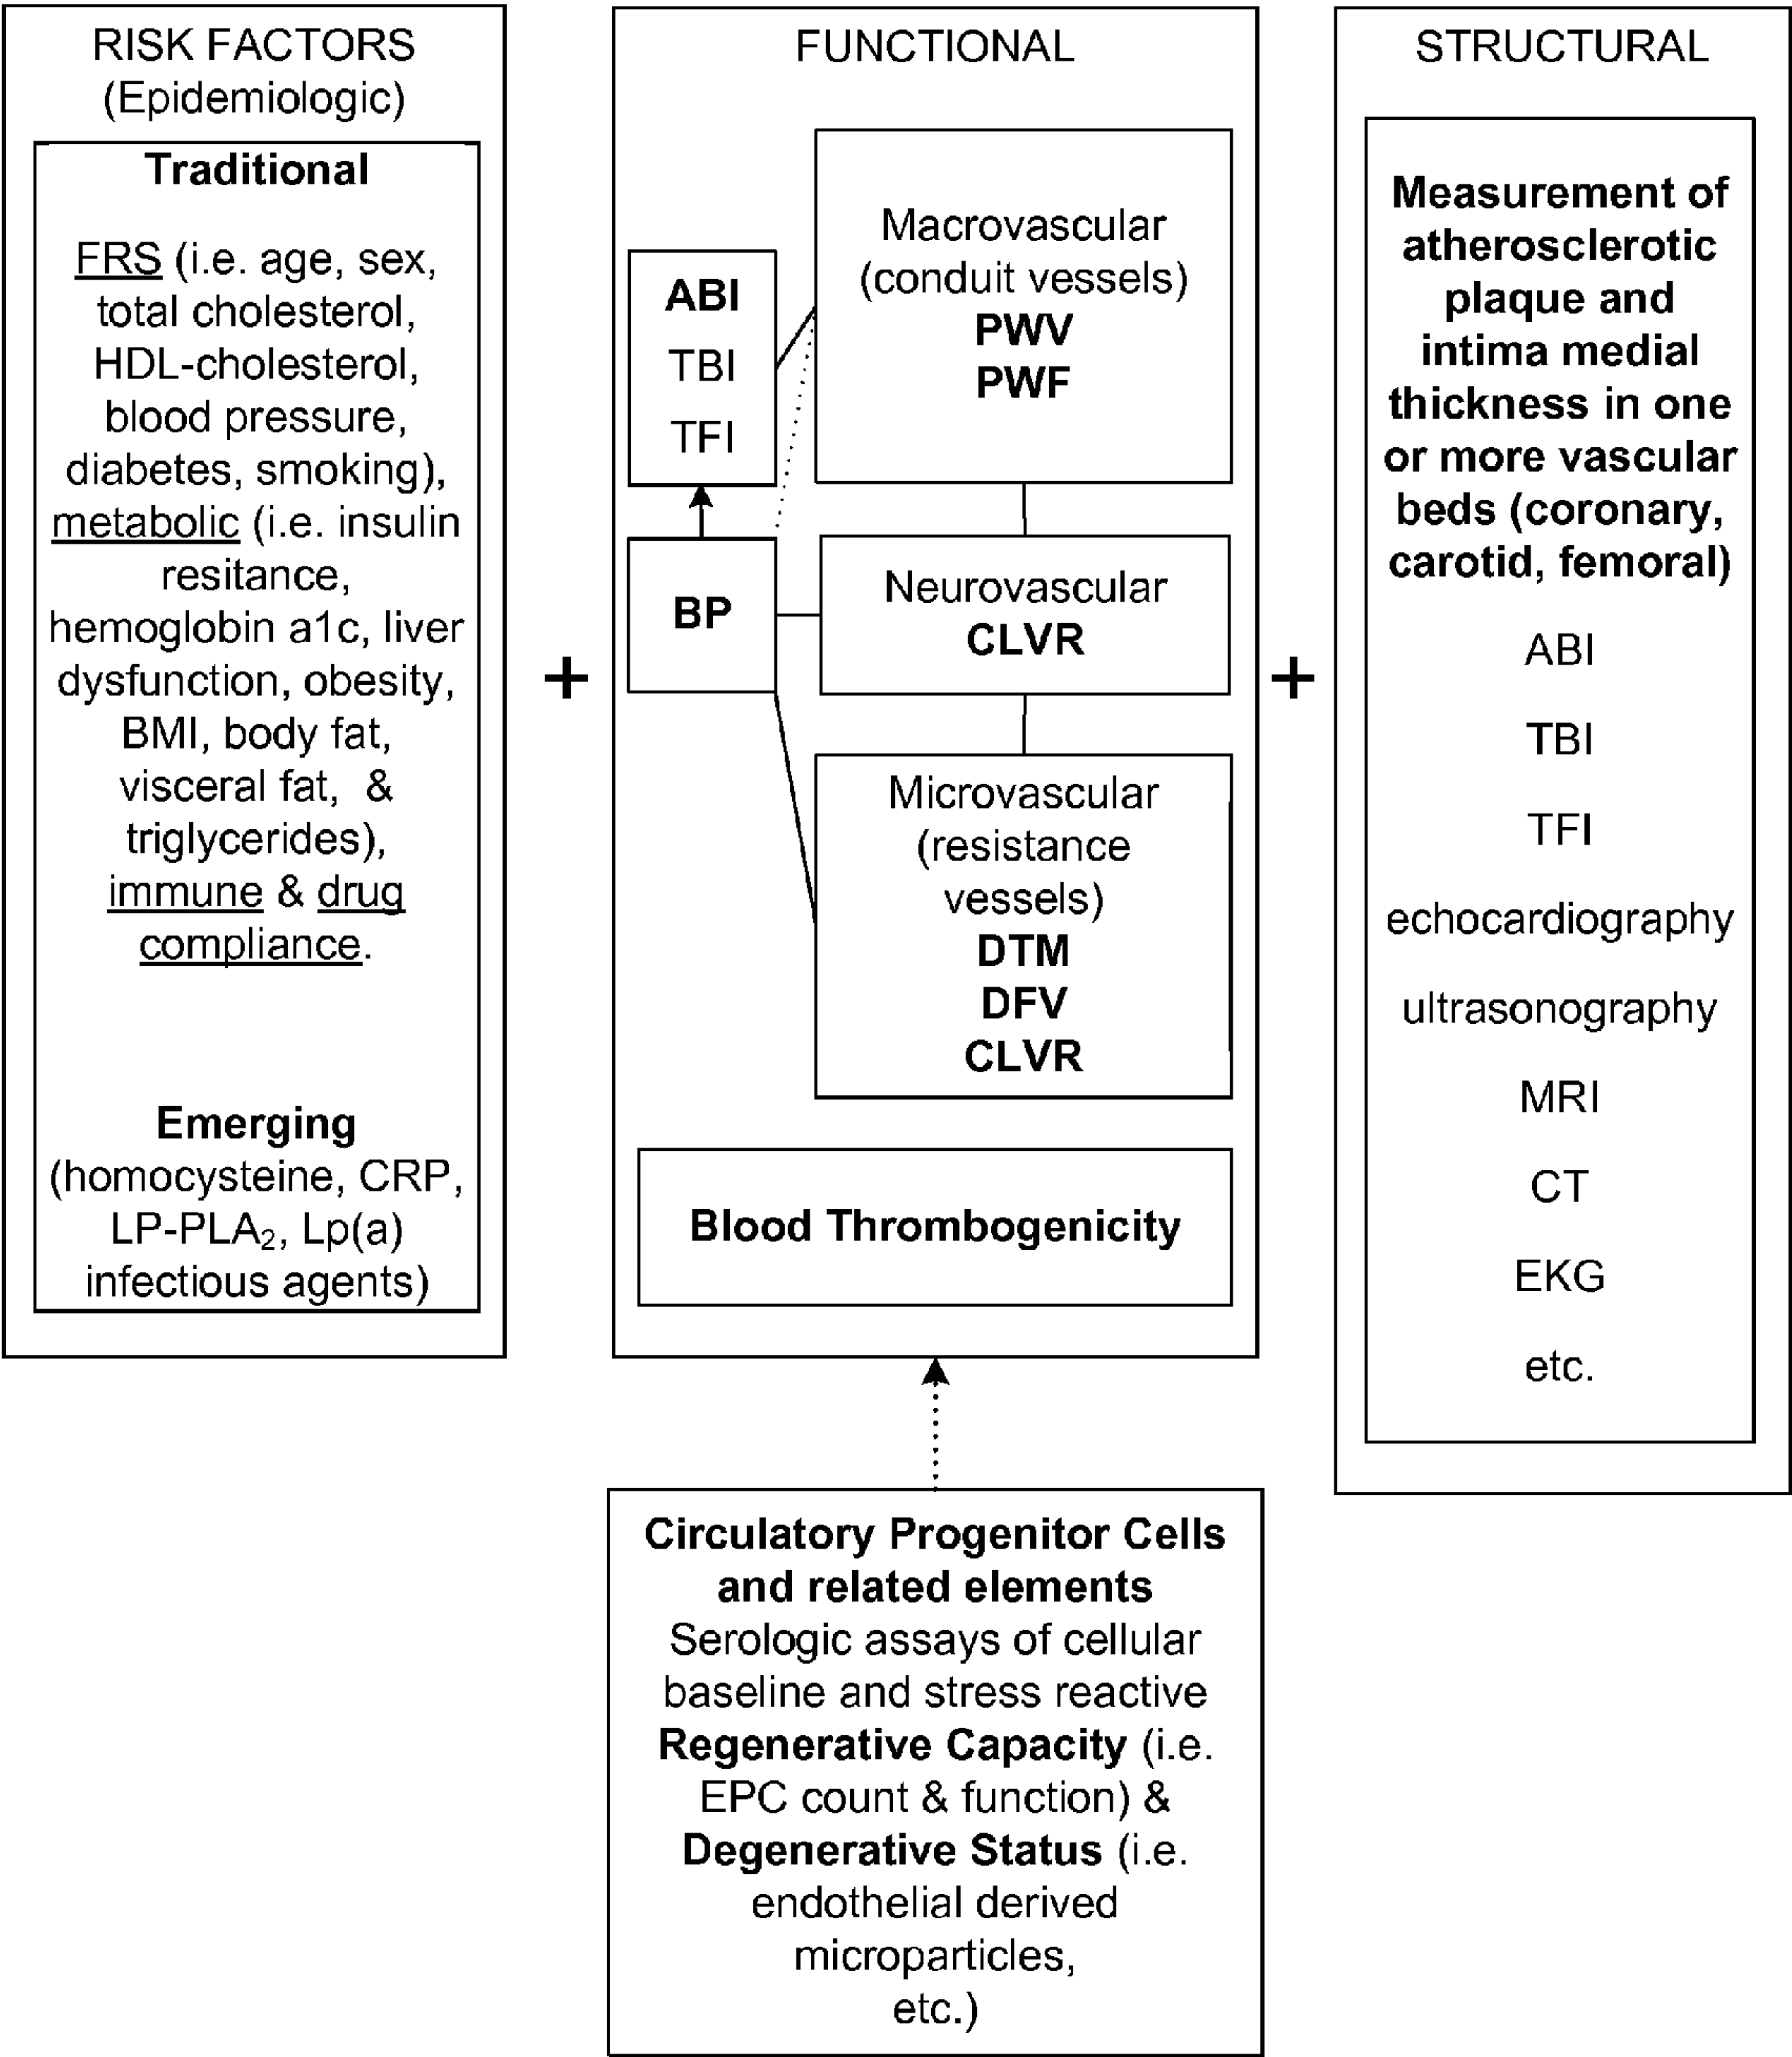 RISK FACTORS
(Epidemiologic)
Traditional
FRS (i.e. age, sex,
total cholesterol,
HDL-cholesterol,
blood pressure,
diabetes, smoking),
metabolic (i.e. insulin
resitance,
hemoglobin a1c, liver
dysfunction, obesity,
BMI, body fat,
visceral fat, &
triglycerides),
immune & drug
compliance.
Emerging
(homocysteine, CRP,
LP-PLA₂, Lp(a)
infectious agents)
+
FUNCTIONAL
ABI
TBI
TFI
BP
Macrovascular
(conduit vessels)
PWV
PWF
Neurovascular
CLVR
Microvascular
(resistance
vessels)
DTM
DFV
CLVR
Blood Thrombogenicity
Circulatory Progenitor Cells
and related elements
Serologic assays of cellular
baseline and stress reactive
Regenerative Capacity (i.e.
EPC count & function) &
Degenerative Status (i.e.
endothelial derived
microparticles,
etc.)
+
STRUCTURAL
Measurement of
atherosclerotic
plaque and
intima medial
thickness in one
or more vascular
beds (coronary,
carotid, femoral)
ABI
TBI
TFI
echocardiography
ultrasonography
MRI
CT
EKG
etc.